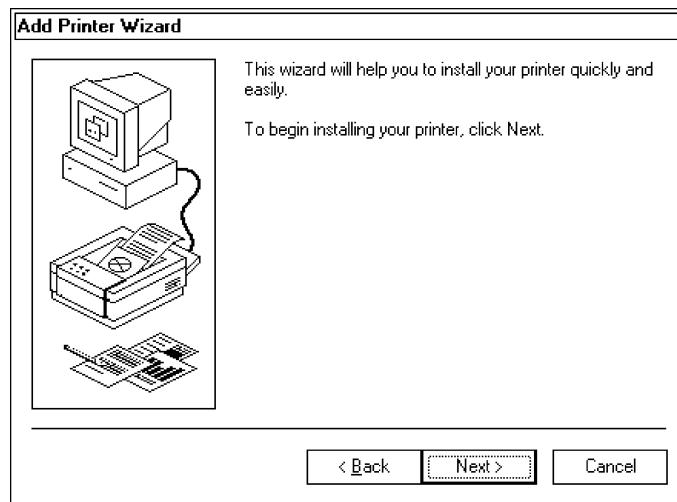 Add Printer Wizard
This wizard will help you to install your printer quickly and
easily.
To begin installing your printer, click Next.
< Back
Next >
Cancel